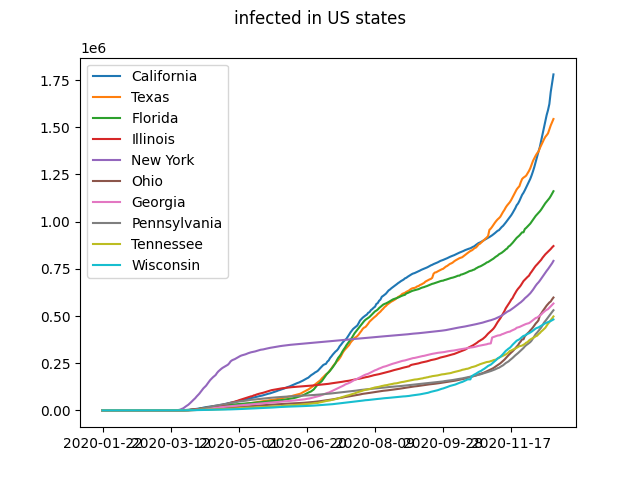 infected in US states
1e6
1.75
1.50
1.25
1.00
0.75
0.50
0.25
0.00
California
Texas
Florida
Illinois
New York
Ohio
Georgia
Pennsylvania
Tennessee
Wisconsin
2020-01-22 2020-03-12 2020-05-01 2020-06-20 2020-08-09 2020-09-28 2020-11-17